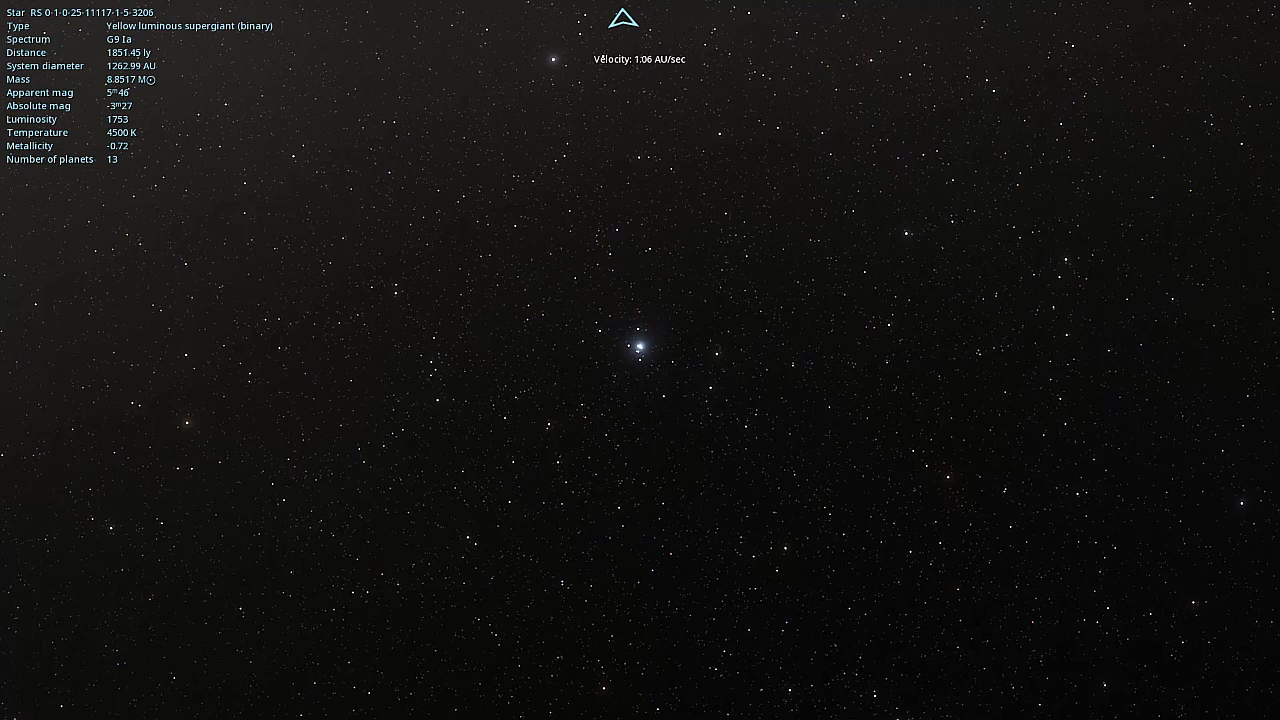 Star RS 0-1-0-25-11117-1-5-3206
Type Yellow luminous supergiant (binary)
Spectrum G9 Ia
Distance 1851.45 ly
System diameter 1262.99 AU
Mass 8.8517 M☉
Apparent mag 5ᵐ46
Absolute mag -3ᵐ27
Luminosity 1753
Temperature 4500 K
Metallicity -0.72
Number of planets 13
Velocity: 1.06 AU/sec